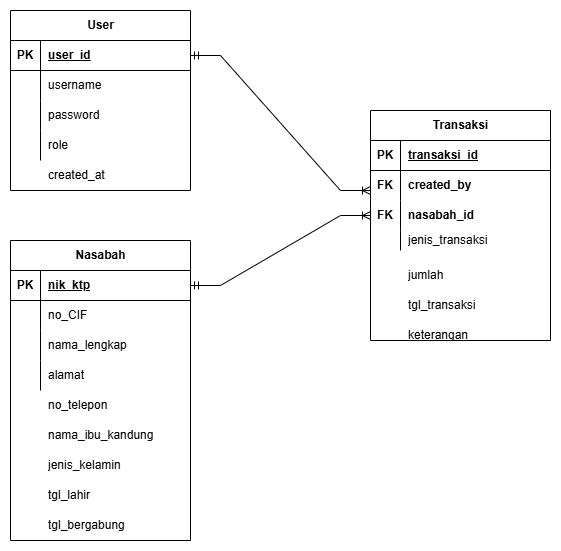 User
PK user_id
username
password
role
created_at
Transaksi
PK transaksi_id
FK created_by
FK nasabah_id
jenis_transaksi
jumlah
tgl_transaksi
keterangan
Nasabah
PK nik_ktp
no_CIF
nama_lengkap
alamat
no_telepon
nama_ibu_kandung
jenis_kelamin
tgl_lahir
tgl_bergabung